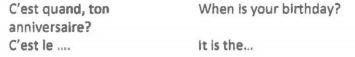 C'est quand, ton
anniversaire?
C'est le ....
When is your birthday?
It is the...